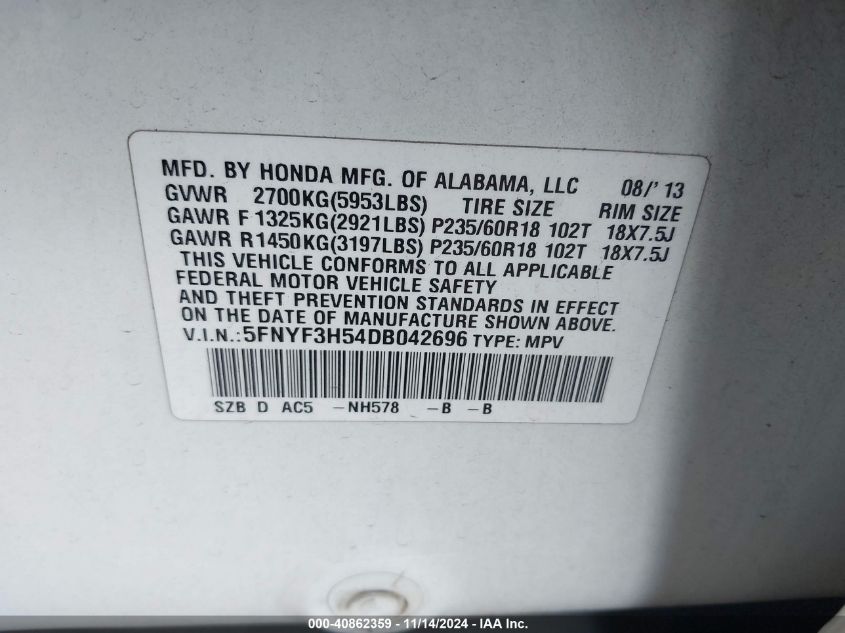 MFD. BY HONDA MFG. OF ALABAMA, LLC 08/' 13
GVWR 2700KG(5953LBS) TIRE SIZE RIM SIZE
GAWR F 1325KG(2921LBS) P235/60R18 102T 18X7.5J
GAWR R1450KG(3197LBS) P235/60R18 102T 18X7.5J
THIS VEHICLE CONFORMS TO ALL APPLICABLE
FEDERAL MOTOR VEHICLE SAFETY
AND THEFT PREVENTION STANDARDS IN EFFECT
ON THE DATE OF MANUFACTURE SHOWN ABOVE.
V.I.N.:5FNYF3H54DB042696 TYPE: MPV
SZB D AC5 -NH578 -B -B
000-40862359 - 11/14/2024 - IAA Inc.